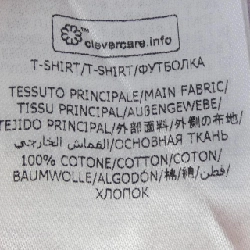 clevercare.info
T-SHIRT/T-SHIRT/ФУТБОЛКА
TESSUTO PRINCIPALE/MAIN FABRIC/
TISSU PRINCIPAL/AUßENGEWEBE/
TEJIDO PRINCIPAL/外部面料/外側の布地/
القماش الخارجي/ОСНОВНАЯ ТКАНЬ
100% COTONE/COTTON/COTON/
BAUMWOLLE/ALGODÓN/棉/綿/قطن/
ХЛОПОК